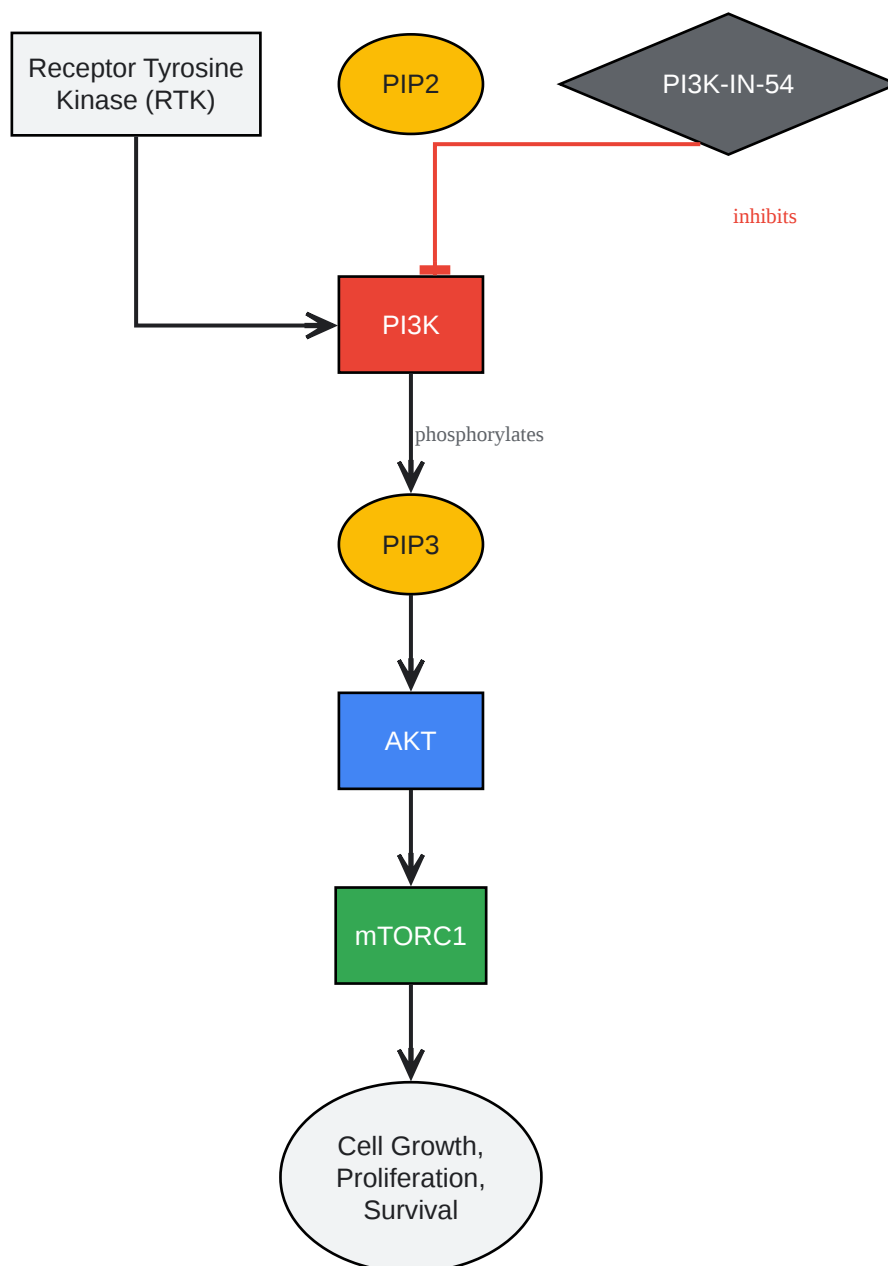 Receptor Tyrosine
Kinase (RTK)
PIP2
PI3K-IN-54
inhibits
PI3K
phosphorylates
PIP3
AKT
mTORC1
Cell Growth,
Proliferation,
Survival